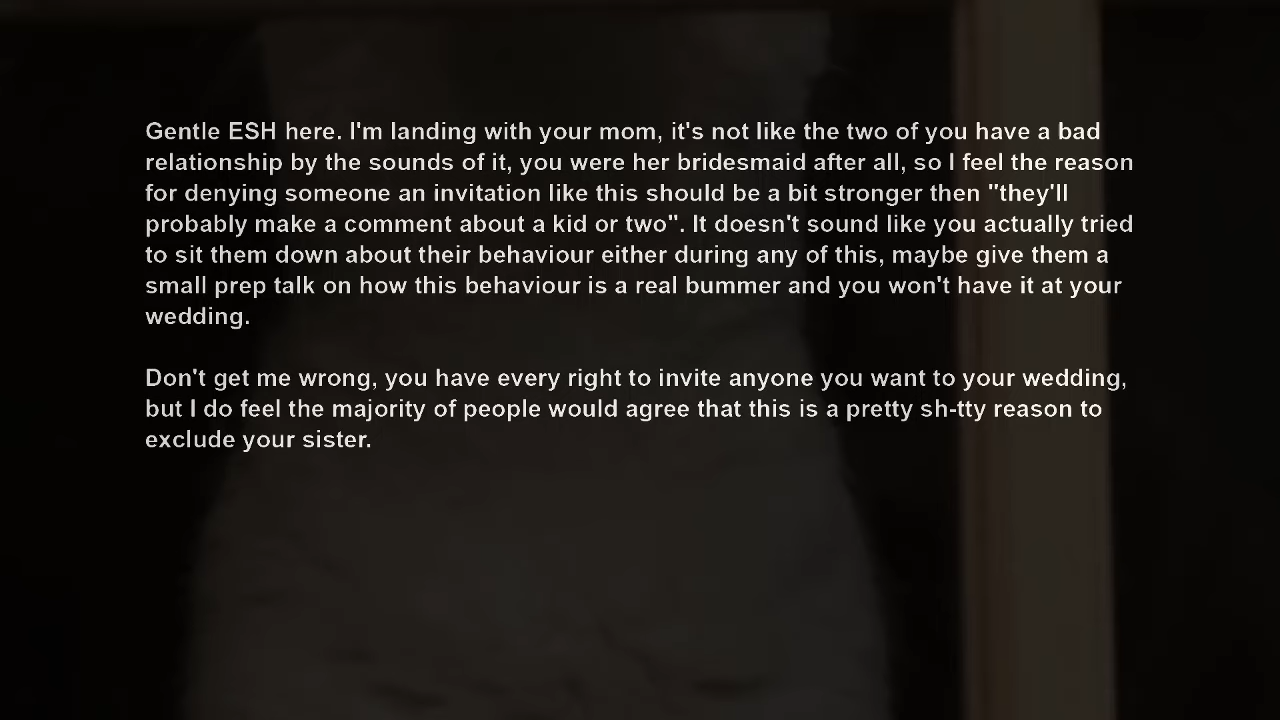 Gentle ESH here. I'm landing with your mom, it's not like the two of you have a bad
relationship by the sounds of it, you were her bridesmaid after all, so I feel the reason
for denying someone an invitation like this should be a bit stronger then "they'll
probably make a comment about a kid or two". It doesn't sound like you actually tried
to sit them down about their behaviour either during any of this, maybe give them a
small prep talk on how this behaviour is a real bummer and you won't have it at your
wedding.
Don't get me wrong, you have every right to invite anyone you want to your wedding,
but I do feel the majority of people would agree that this is a pretty sh-tty reason to
exclude your sister.